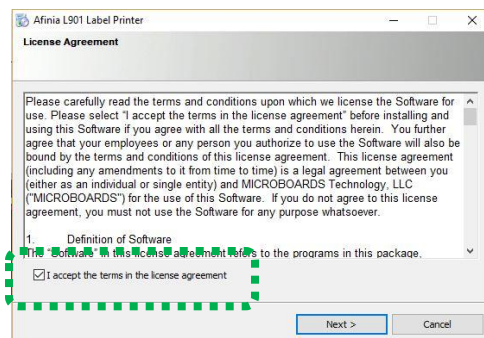 Afinia L901 Label Printer
License Agreement
Please carefully read the terms and conditions upon which we license the Software for
use. Please select "I accept the terms in the license agreement" before installing and
using this Software if you agree with all the terms and conditions herein. You further
agree that your employees or any person you authorize to use the Software will also be
bound by the terms and conditions of this license agreement. This license agreement
(including any amendments to it from time to time) is a legal agreement between you
(either as an individual or single entity) and MICROBOARDS Technology, LLC
("MICROBOARDS") for the use of this Software. If you do not agree to this license
agreement, you must not use the Software for any purpose whatsoever.
1. Definition of Software
The "Software" in this license agreement refers to the programs in this package,
I accept the terms in the license agreement
Next > Cancel